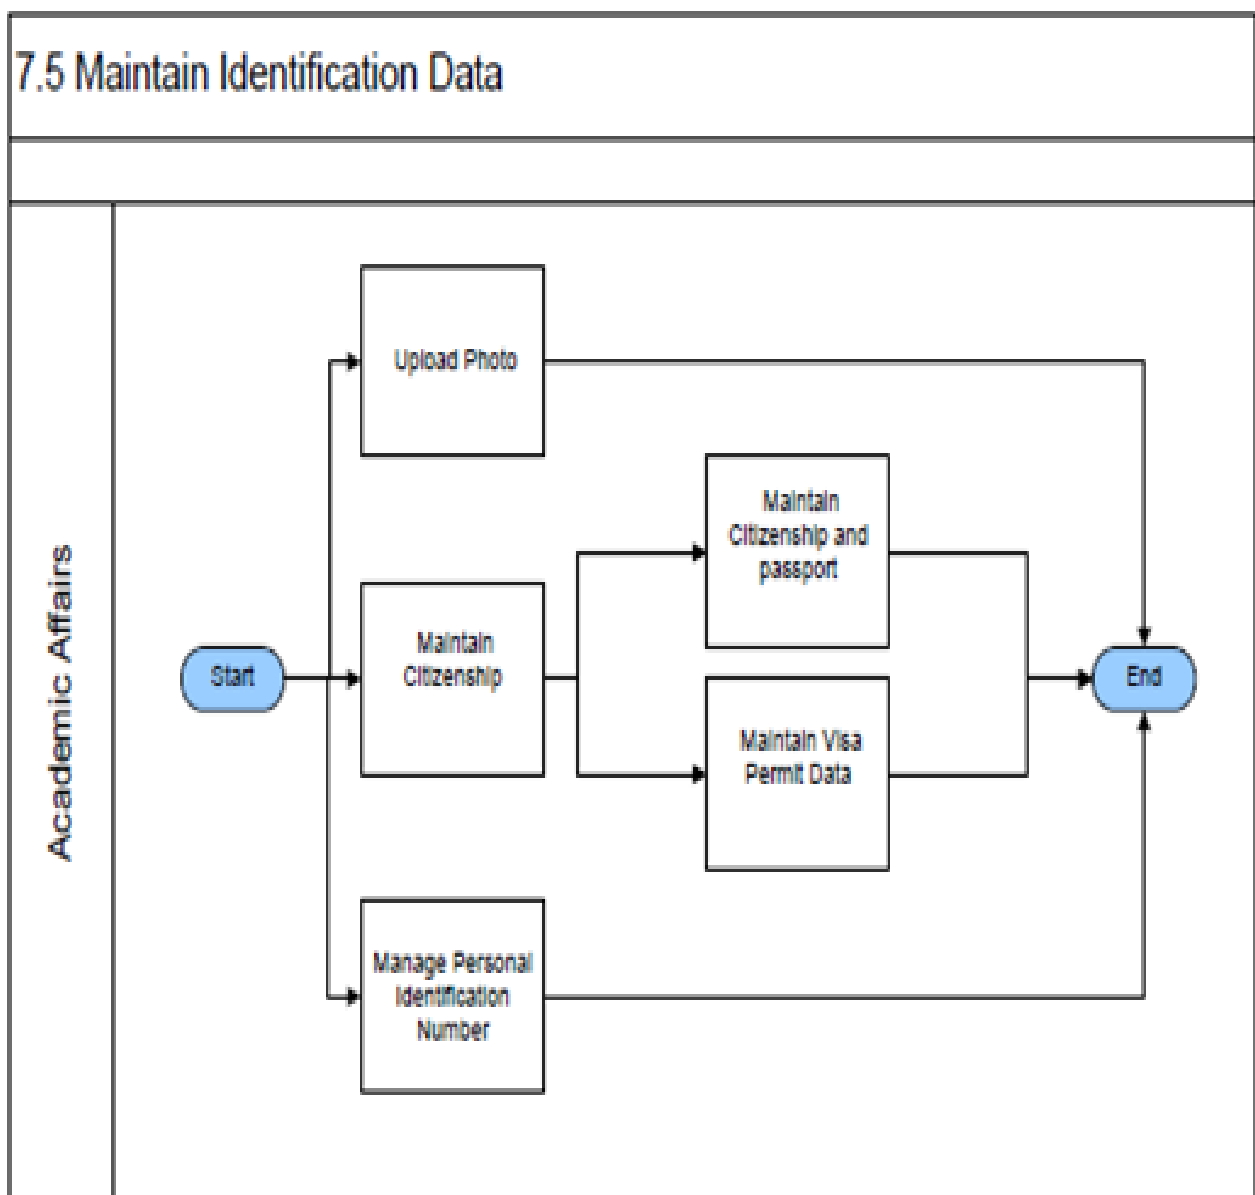 7.5 Maintain Identification Data
Academic Affairs
Start
Upload Photo
Maintain
Citizenship
Manage Personal
Identification
Number
Maintain
Citizenship and
passport
Maintain Visa
Permit Data
End